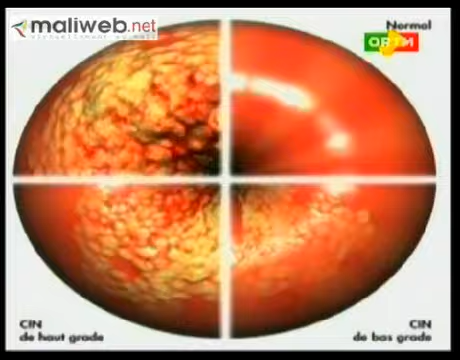 maliweb.net
Normal
ORTM
CIN
de haut grade
CIN
de bas grade